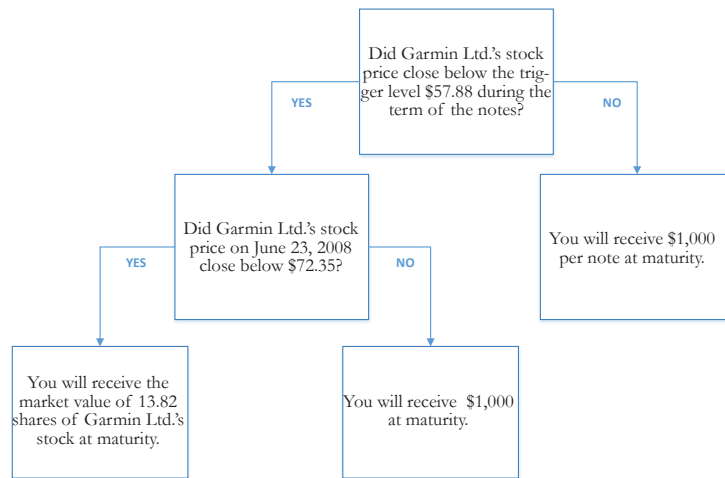 Did Garmin Ltd.'s stock
price close below the trig-
ger level $57.88 during the
term of the notes?
YES
NO
Did Garmin Ltd.'s stock
price on June 23, 2008
close below $72.35?
You will receive $1,000
per note at maturity.
YES
NO
You will receive the
market value of 13.82
shares of Garmin Ltd.'s
stock at maturity.
You will receive $1,000
at maturity.